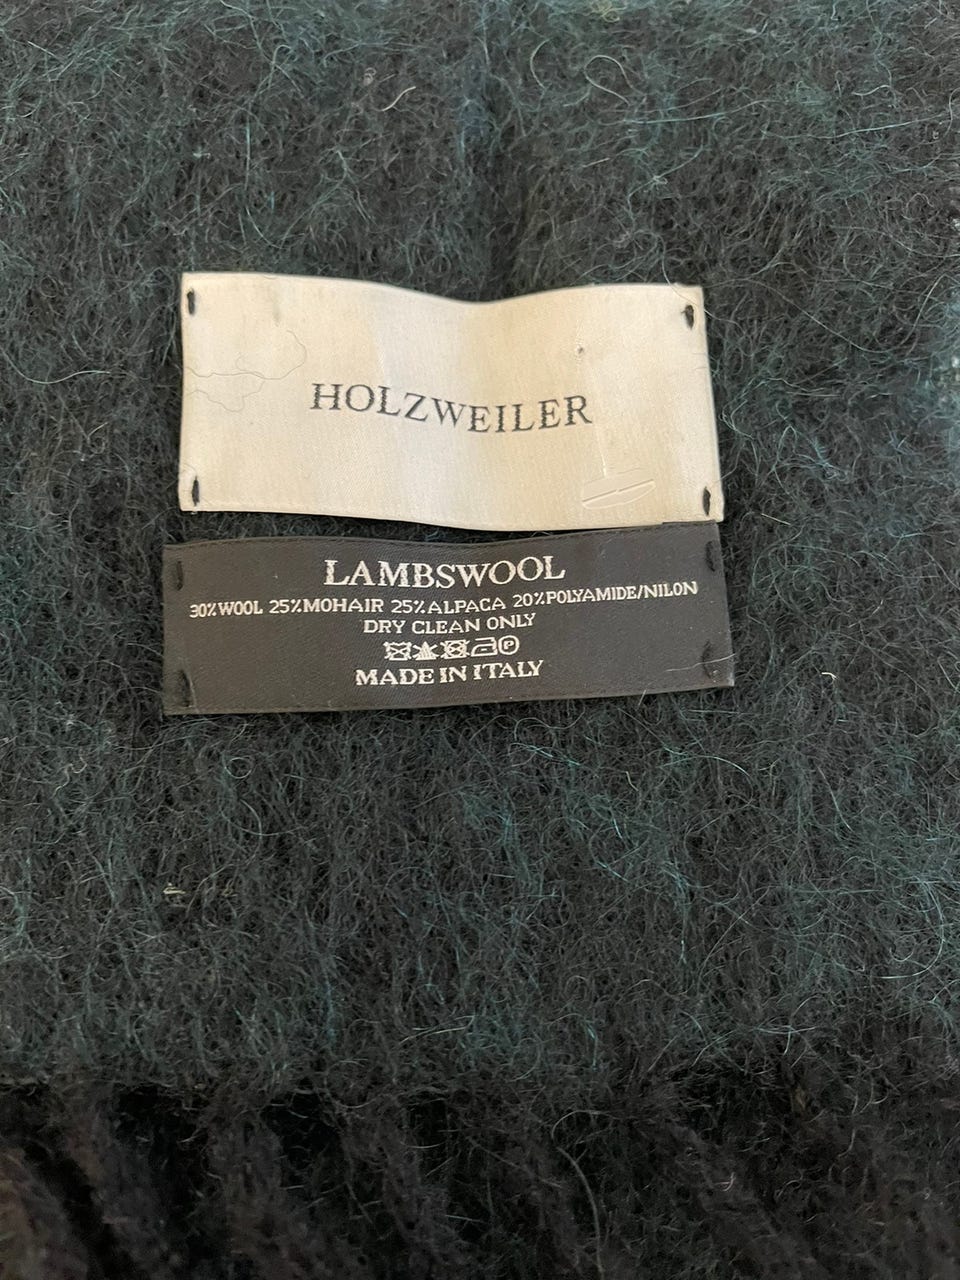 HOLZWEILER
LAMBSWOOL
30%WOOL 25%MOHAIR 25%ALPACA 20%POLYAMIDE/NILON
DRY CLEAN ONLY
P
MADE IN ITALY